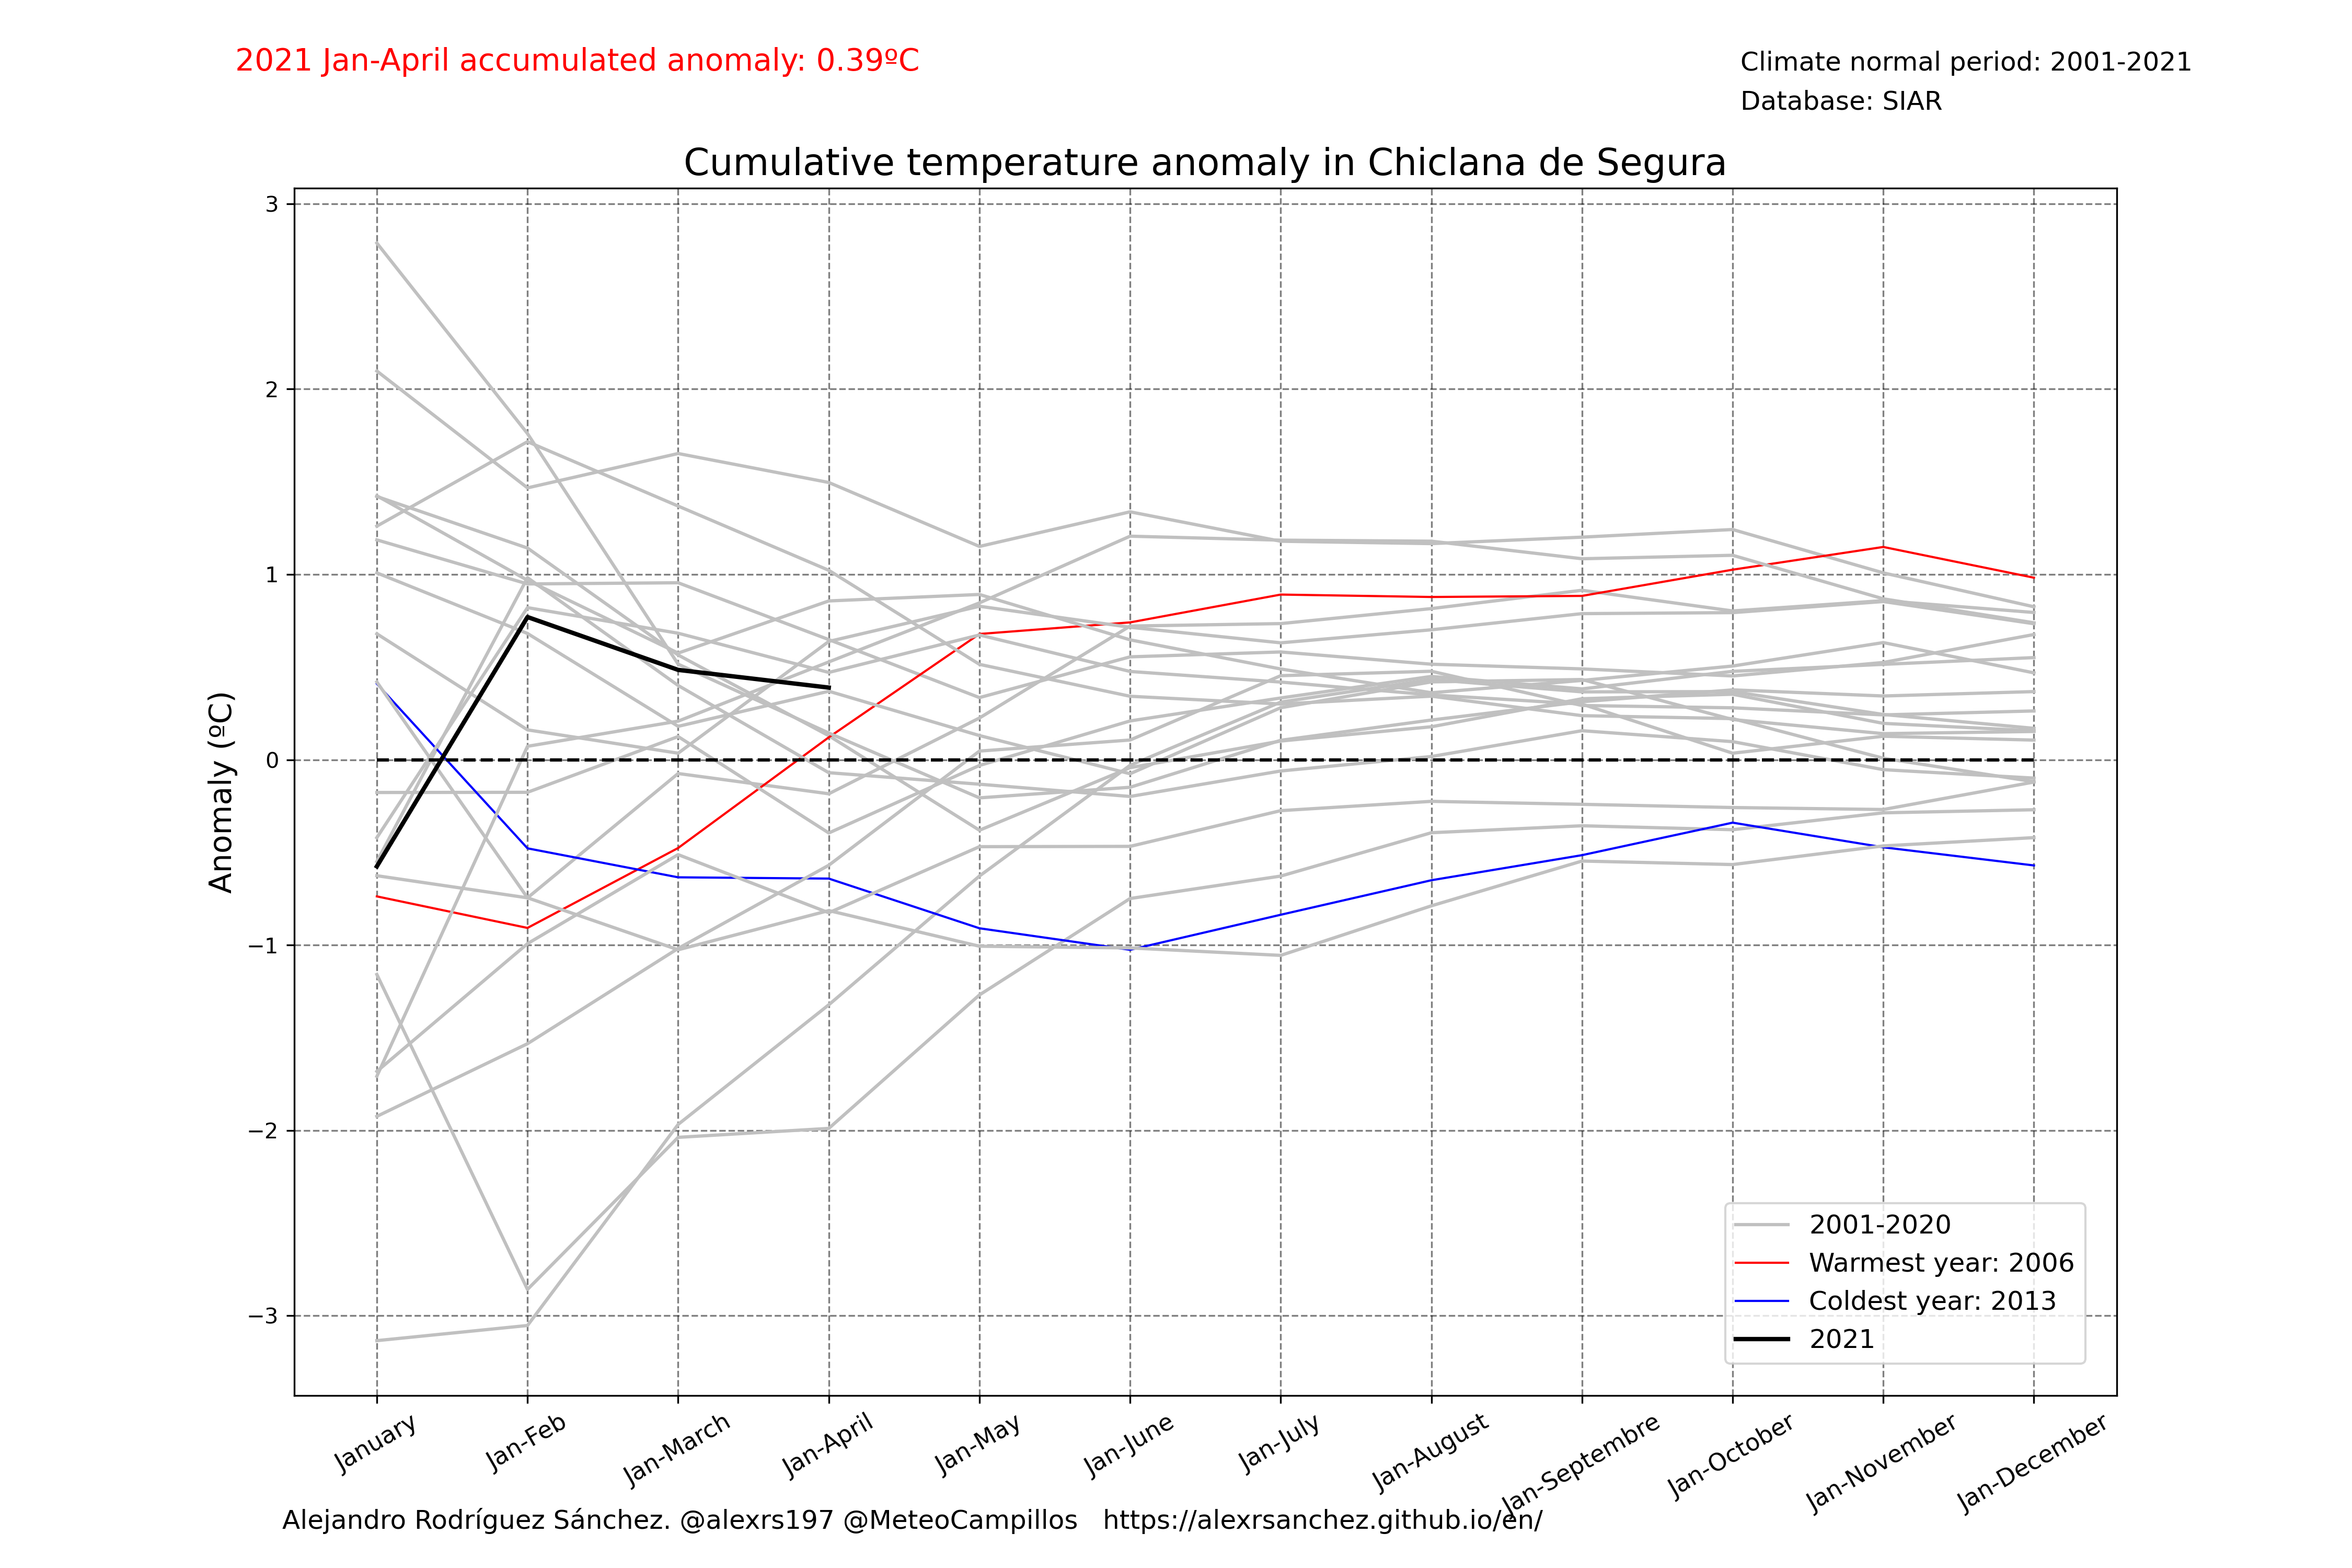 2021 Jan-April accumulated anomaly: 0.39ºC
Climate normal period: 2001-2021
Database: SIAR
Cumulative temperature anomaly in Chiclana de Segura
Anomaly (ºC)
3
2
1
0
−1
−2
−3
2001-2020
Warmest year: 2006
Coldest year: 2013
2021
January
Jan-Feb
Jan-March
Jan-April
Jan-May
Jan-June
Jan-July
Jan-August
Jan-Septembre
Jan-October
Jan-November
Jan-December
Alejandro Rodríguez Sánchez. @alexrs197 @MeteoCampillos https://alexrsanchez.github.io/en/